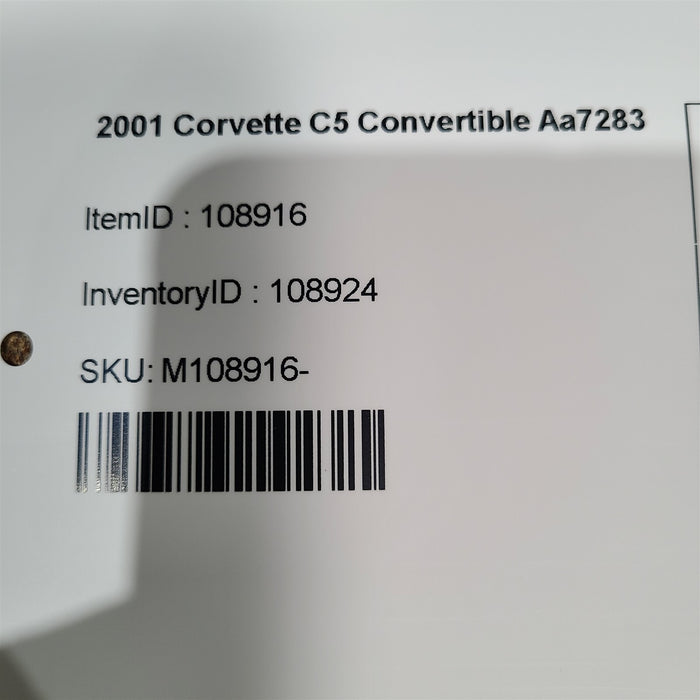 2001 Corvette C5 Convertible Aa7283
ItemID : 108916
InventoryID : 108924
SKU: M108916-